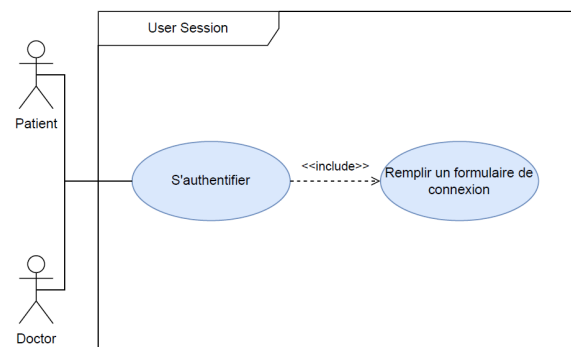 User Session
Patient
S'authentifier
<<include>>
Remplir un formulaire de
connexion
Doctor